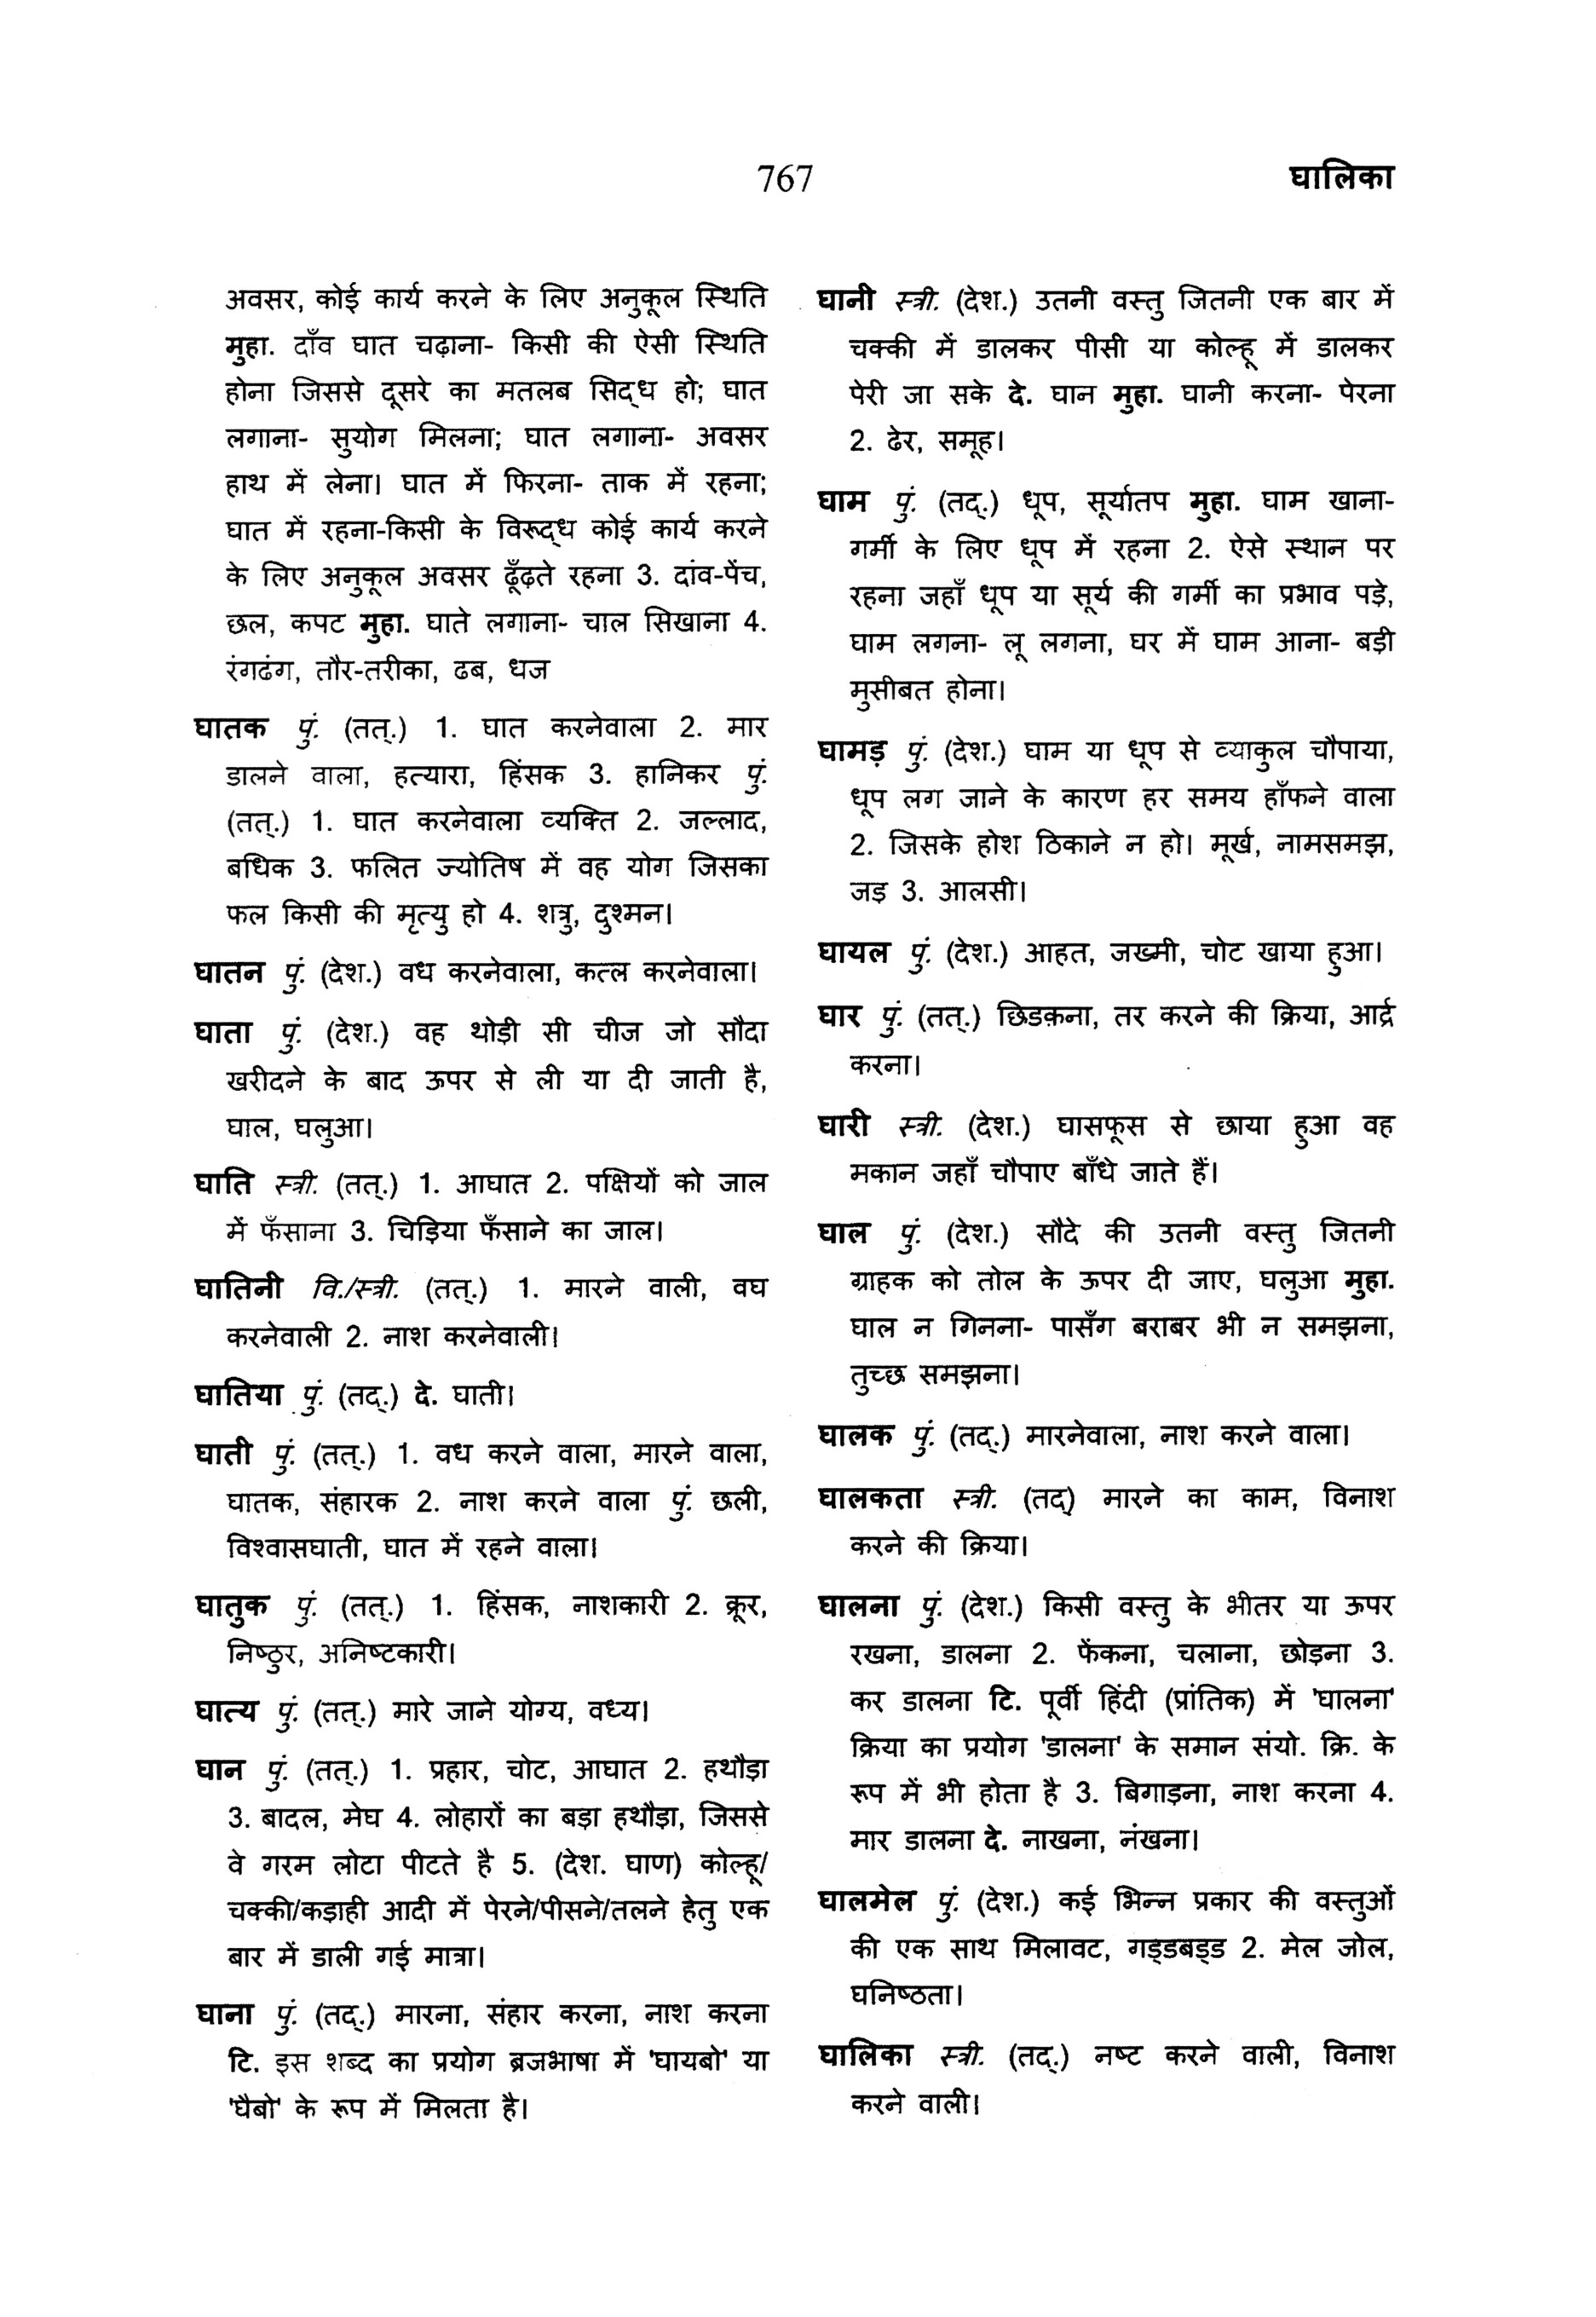 767
घालिका
अवसर, कोई कार्य करने के लिए अनुकूल स्थिति
मुहा. दाँव घात चढ़ाना- किसी की ऐसी स्थिति
होना जिससे दूसरे का मतलब सिद्ध हो; घात
लगाना- सुयोग मिलना; घात लगाना- अवसर
हाथ में लेना। घात में फिरना- ताक में रहना;
घात में रहना-किसी के विरूद्ध कोई कार्य करने
के लिए अनुकूल अवसर ढूँढ़ते रहना 3. दांव-पेंच,
छल, कपट मुहा. घाते लगाना- चाल सिखाना 4.
रंगढंग, तौर-तरीका, ढब, धज
घातक पुं. (तत्.) 1. घात करनेवाला 2. मार
डालने वाला, हत्यारा, हिंसक 3. हानिकर पुं.
(तत्.) 1. घात करनेवाला व्यक्ति 2. जल्लाद,
बधिक 3. फलित ज्योतिष में वह योग जिसका
फल किसी की मृत्यु हो 4. शत्रु, दुश्मन।
घातन पुं. (देश.) वध करनेवाला, कत्ल करनेवाला।
घाता पुं. (देश.) वह थोड़ी सी चीज जो सौदा
खरीदने के बाद ऊपर से ली या दी जाती है,
घाल, घलुआ।
घाति स्त्री. (तत्.) 1. आघात 2. पक्षियों को जाल
में फँसाना 3. चिड़िया फँसाने का जाल।
घातिनी वि./स्त्री. (तत्.) 1. मारने वाली, वघ
करनेवाली 2. नाश करनेवाली।
घातिया पुं. (तद्.) दे. घाती।
घाती पुं. (तत्.) 1. वध करने वाला, मारने वाला,
घातक, संहारक 2. नाश करने वाला पुं. छली,
विश्वासघाती, घात में रहने वाला।
घातुक पुं. (तत्.) 1. हिंसक, नाशकारी 2. क्रूर,
निष्ठुर, अनिष्टकारी।
घात्य पुं. (तत्.) मारे जाने योग्य, वध्य।
घान पुं. (तत्.) 1. प्रहार, चोट, आघात 2. हथौड़ा
3. बादल, मेघ 4. लोहारों का बड़ा हथौड़ा, जिससे
वे गरम लोटा पीटते है 5. (देश. घाण) कोल्हू/
चक्की/कड़ाही आदी में पेरने/पीसने/तलने हेतु एक
बार में डाली गई मात्रा।
घाना पुं. (तद्.) मारना, संहार करना, नाश करना
टि. इस शब्द का प्रयोग ब्रजभाषा में 'घायबो' या
'घैबो' के रूप में मिलता है।
घानी स्त्री. (देश.) उतनी वस्तु जितनी एक बार में
चक्की में डालकर पीसी या कोल्हू में डालकर
पेरी जा सके दे. घान मुहा. घानी करना- पेरना
2. ढेर, समूह।
घाम पुं. (तद्.) धूप, सूर्यातप मुहा. घाम खाना-
गर्मी के लिए धूप में रहना 2. ऐसे स्थान पर
रहना जहाँ धूप या सूर्य की गर्मी का प्रभाव पड़े,
घाम लगना- लू लगना, घर में घाम आना- बड़ी
मुसीबत होना।
घामड़ पुं. (देश.) घाम या धूप से व्याकुल चौपाया,
धूप लग जाने के कारण हर समय हाँफने वाला
2. जिसके होश ठिकाने न हो। मूर्ख, नामसमझ,
जड़ 3. आलसी।
घायल पुं. (देश.) आहत, जख्मी, चोट खाया हुआ।
घार पुं. (तत्.) छिडक़ना, तर करने की क्रिया, आर्द्र
करना।
घारी स्त्री. (देश.) घासफूस से छाया हुआ वह
मकान जहाँ चौपाए बाँधे जाते हैं।
घाल पुं. (देश.) सौदे की उतनी वस्तु जितनी
ग्राहक को तोल के ऊपर दी जाए, घलुआ मुहा.
घाल न गिनना- पासँग बराबर भी न समझना,
तुच्छ समझना।
घालक पुं. (तद्.) मारनेवाला, नाश करने वाला।
घालकता स्त्री. (तद्) मारने का काम, विनाश
करने की क्रिया।
घालना पुं. (देश.) किसी वस्तु के भीतर या ऊपर
रखना, डालना 2. फेंकना, चलाना, छोड़ना 3.
कर डालना टि. पूर्वी हिंदी (प्रांतिक) में 'घालना'
क्रिया का प्रयोग 'डालना' के समान संयो. क्रि. के
रूप में भी होता है 3. बिगाड़ना, नाश करना 4.
मार डालना दे. नाखना, नंखना।
घालमेल पुं. (देश.) कई भिन्न प्रकार की वस्तुओं
की एक साथ मिलावट, गड्डबड्ड 2. मेल जोल,
घनिष्ठता।
घालिका स्त्री. (तद्.) नष्ट करने वाली, विनाश
करने वाली।